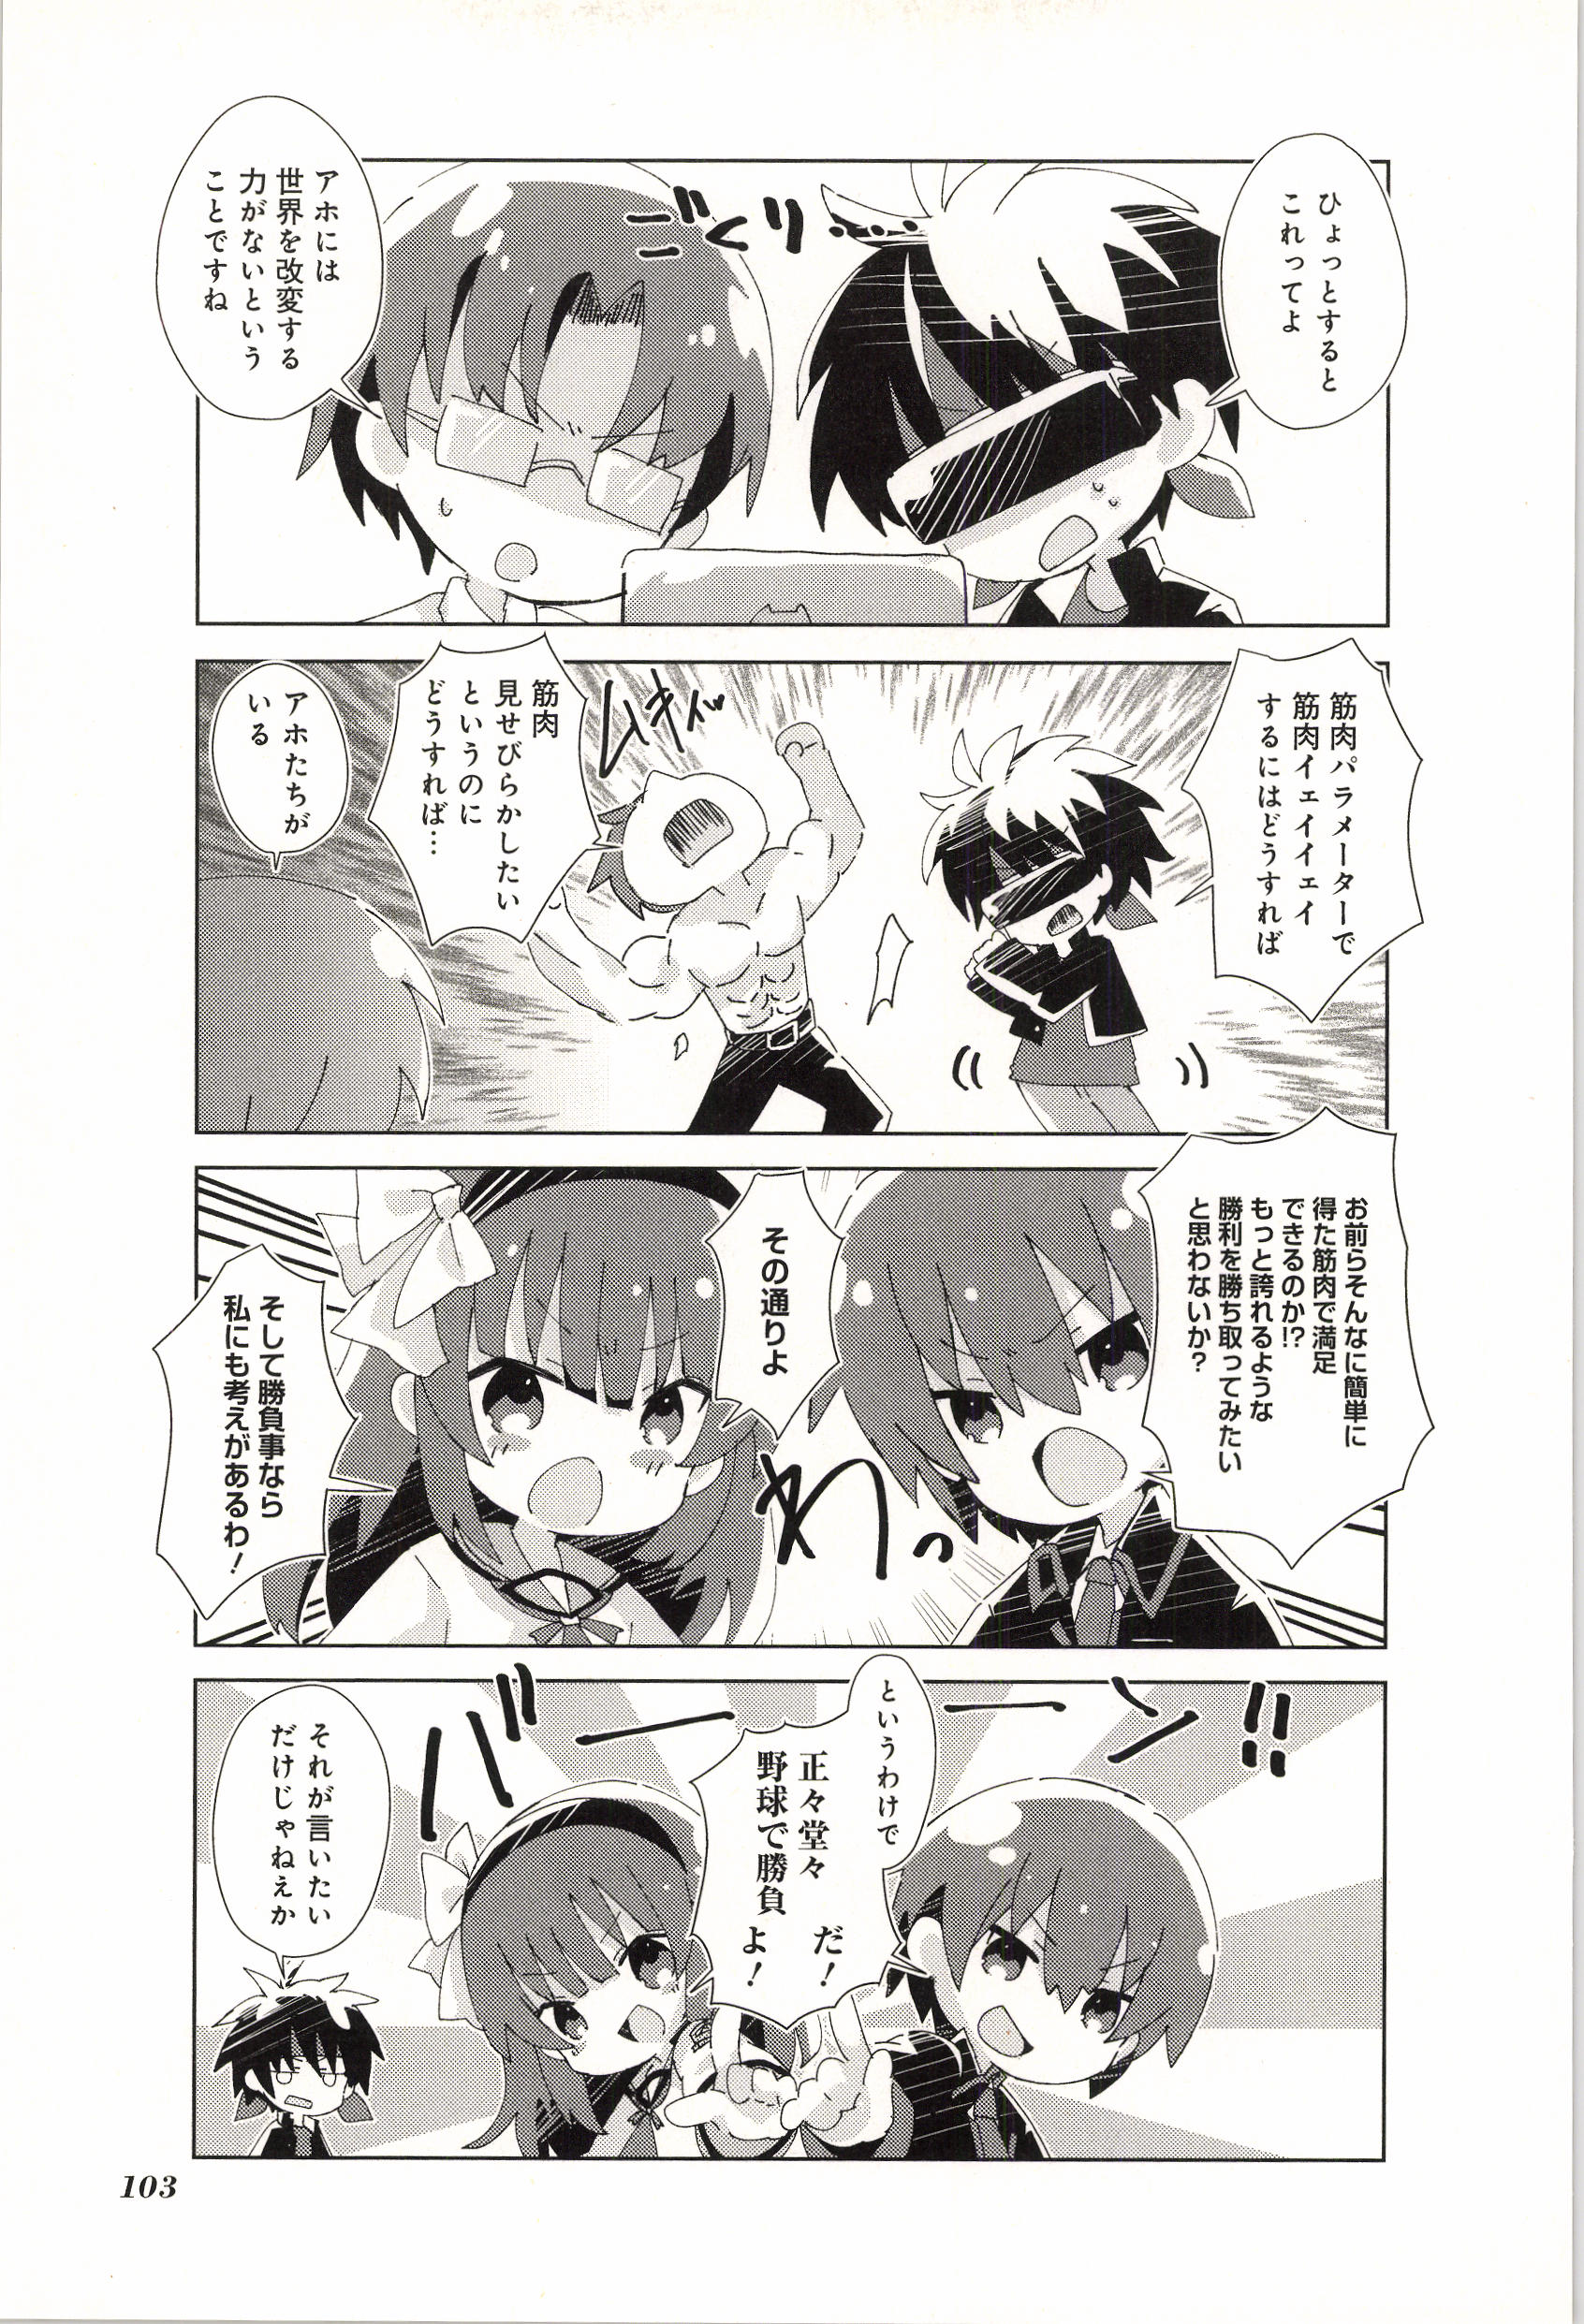 ひょっとすると
これってよ
ぎくり……
アホには
世界を改変する
力がないという
ことですね
筋肉パラメーターで
筋肉イェイイェイ
するにはどうすれば
ムキィッ
筋肉
見せびらかしたい
というのに
どうすれば…
アホたちが
いる
お前らそんなに簡単に
得た筋肉で満足
できるのか!?
もっと誇れるような
勝利を勝ち取ってみたい
と思わないか?
その通りよ
わっ
そして勝負事なら
私にも考えがあるわ!
というわけで
正々堂々
野球で勝負
だ!
よ!
バーーン!!
それが言いたい
だけじゃねえか
103